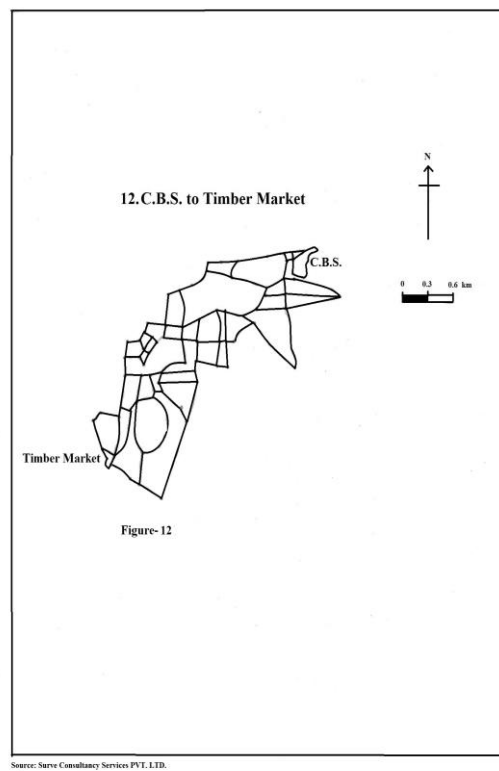 N
12.C.B.S. to Timber Market
C.B.S.
0 0.3 0.6 km
Timber Market
Figure- 12
Source: Surve Consultancy Services PVT. LTD.